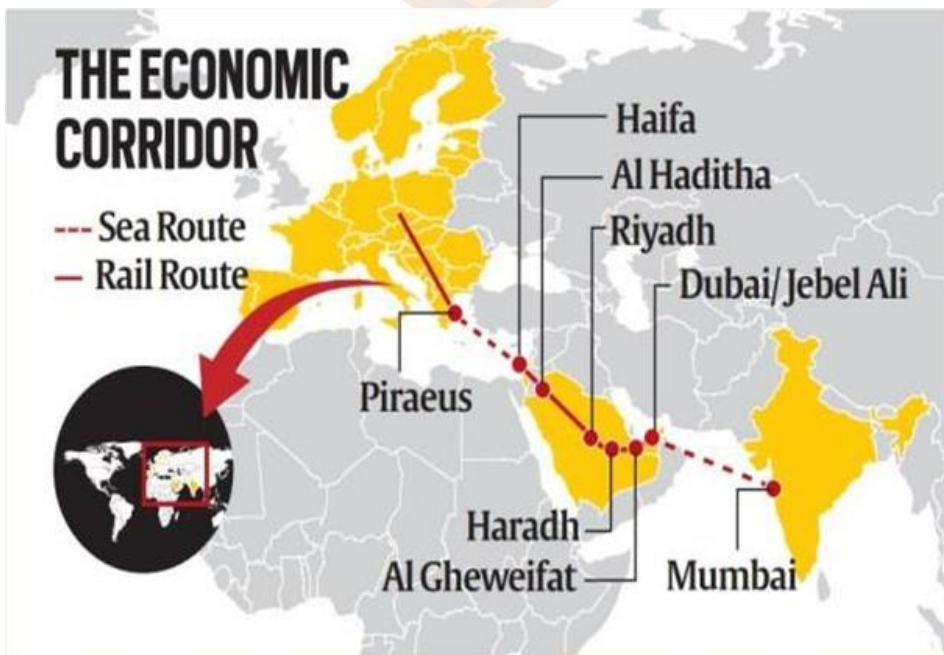 THE ECONOMIC
CORRIDOR
Sea Route
Rail Route
Haifa
Al Haditha
Riyadh
Dubai/Jebel Ali
Piraeus
Haradh
Al Gheweifat
Mumbai